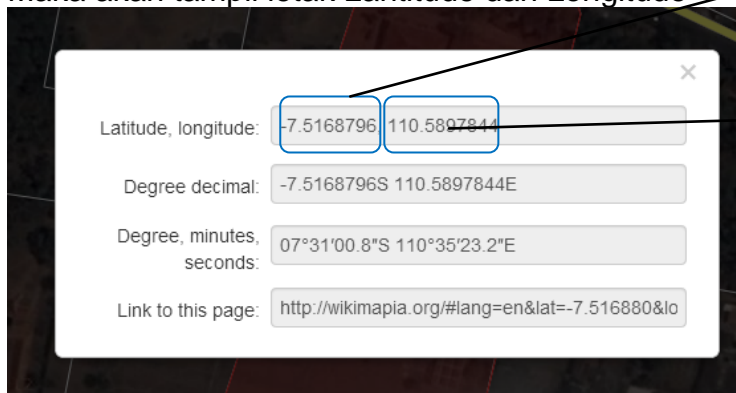 Maka akan tampil letak Lantitude dan Longitude
×
Latitude, longitude: -7.5168796, 110.5897844
Degree decimal: -7.5168796S 110.5897844E
Degree, minutes,
seconds: 07°31'00.8"S 110°35'23.2"E
Link to this page: http://wikimapia.org/#lang=en&lat=-7.516880&lo